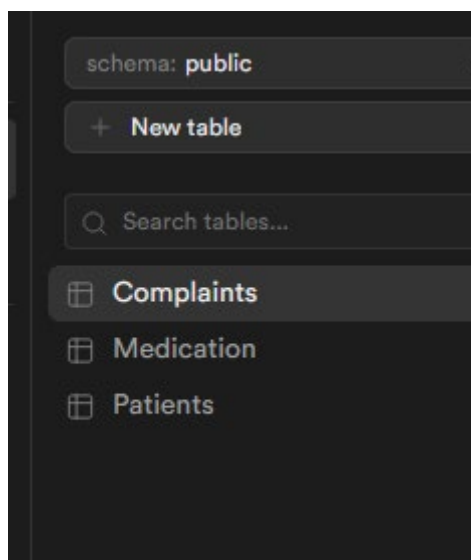 schema: public
New table
Search tables...
Complaints
Medication
Patients